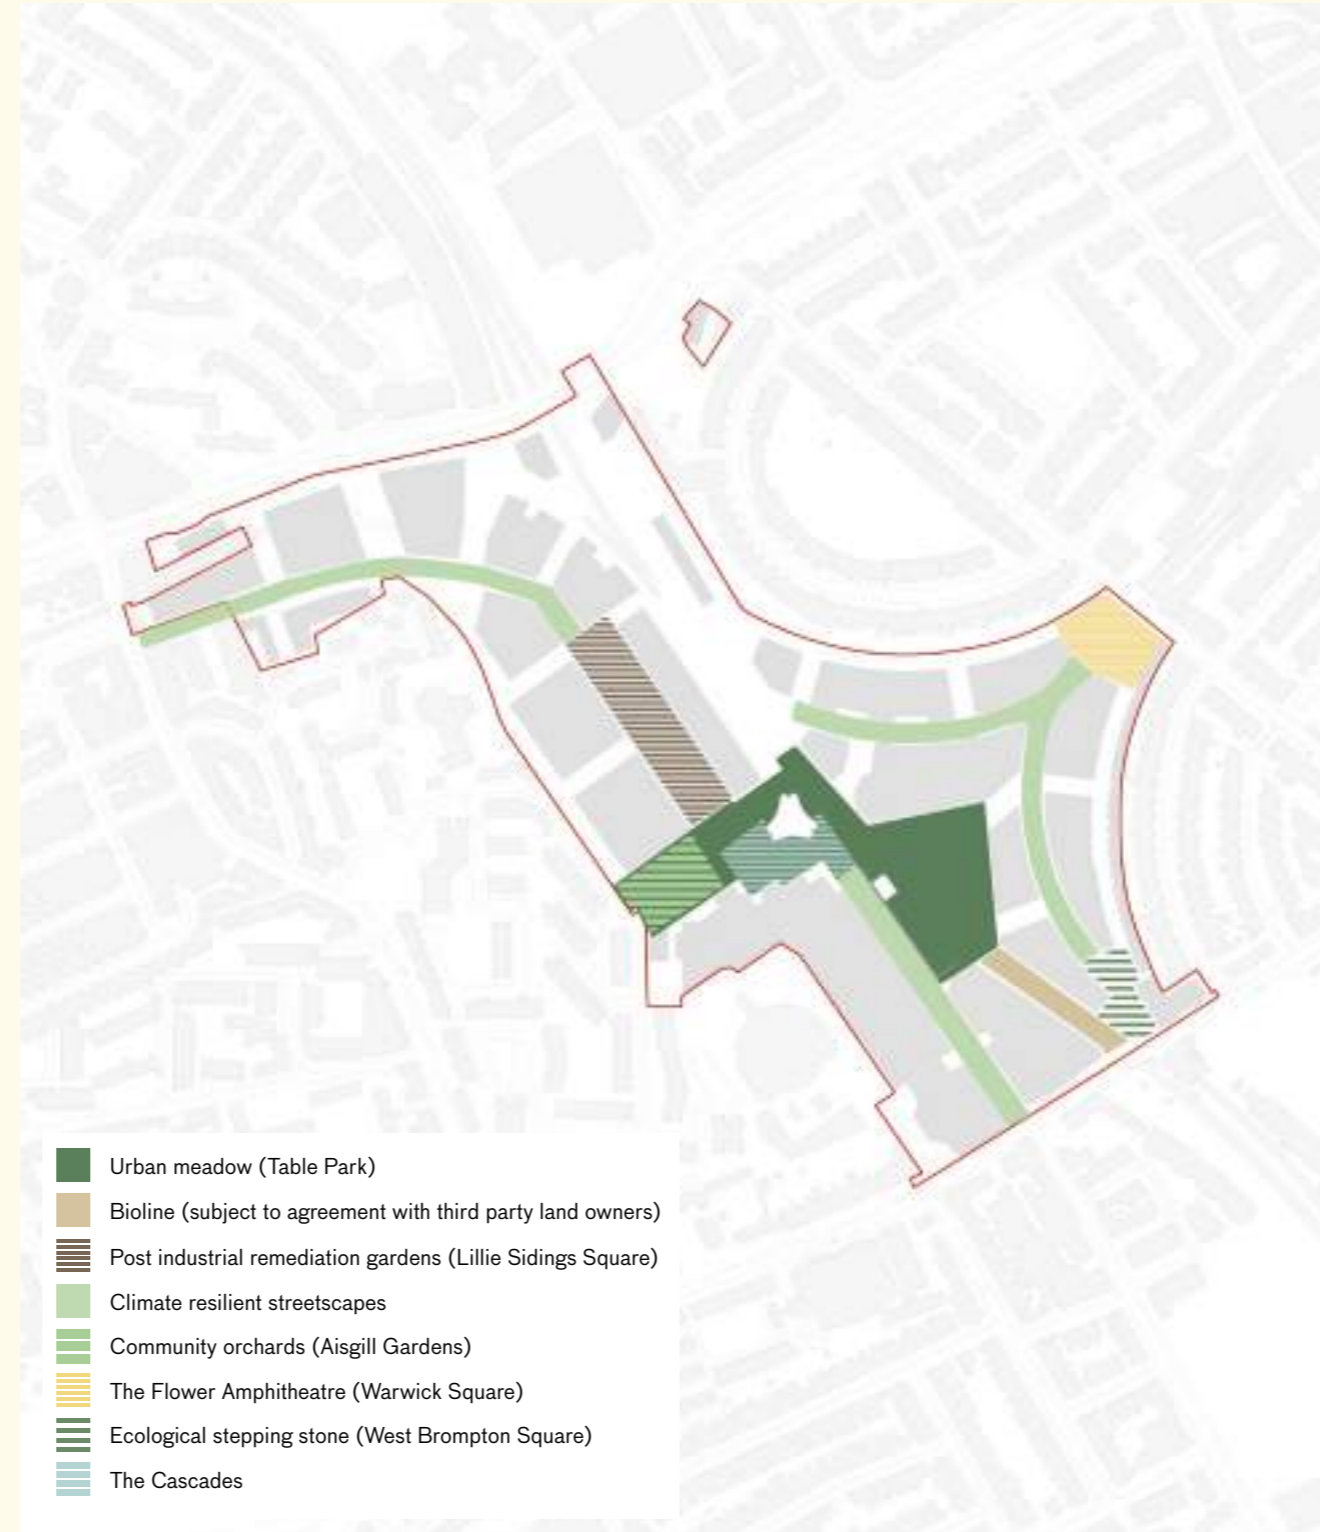 Urban meadow (Table Park)
Bioline (subject to agreement with third party land owners)
Post industrial remediation gardens (Lillie Sidings Square)
Climate resilient streetscapes
Community orchards (Aisgill Gardens)
The Flower Amphitheatre (Warwick Square)
Ecological stepping stone (West Brompton Square)
The Cascades